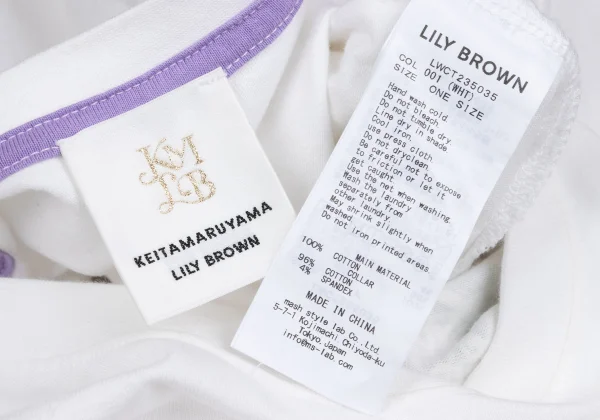 KM
LB
KEITAMARUYAMA
LILY BROWN
LILY BROWN
LWCT235035
COL 001 (WHT)
SIZE ONE SIZE
Hand wash cold
Do not bleach
Do not tumble dry
Line dry in shade
Cool iron.
use press cloth
Do not dryclean
Be careful not to expose
to friction or let it
get caught
Use the net when washing
Wash the laundry
separately from
other laundry.
May shrink slightly when
washed.
Do not iron printed areas.
MAIN MATERIAL
100% COTTON
COLLAR
96% COTTON
4% SPANDEX
MADE IN CHINA
mash style lab Co.,Ltd.
5-7-1 Kojimachi Chiyoda-ku
Tokyo, Japan
info@ms-lab.com